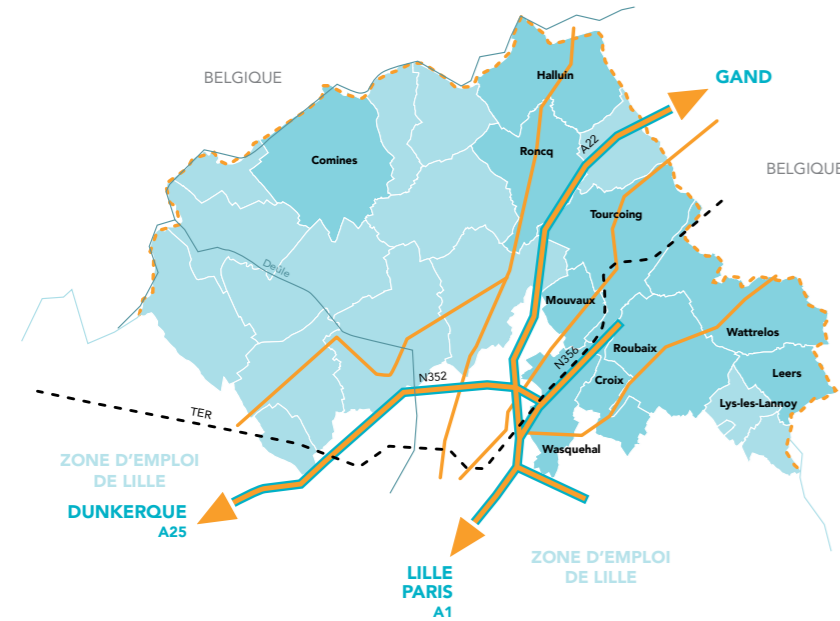 BELGIQUE
Halluin
GAND
Comines
Roncq
A22
BELGIQUE
Tourcoing
Deûle
Mouvaux
Wattrelos
Roubaix
N356
N352
Croix
Leers
Lys-les-Lannoy
TER
Wasquehal
ZONE D'EMPLOI
DE LILLE
DUNKERQUE
A25
ZONE D'EMPLOI
DE LILLE
LILLE
PARIS
A1